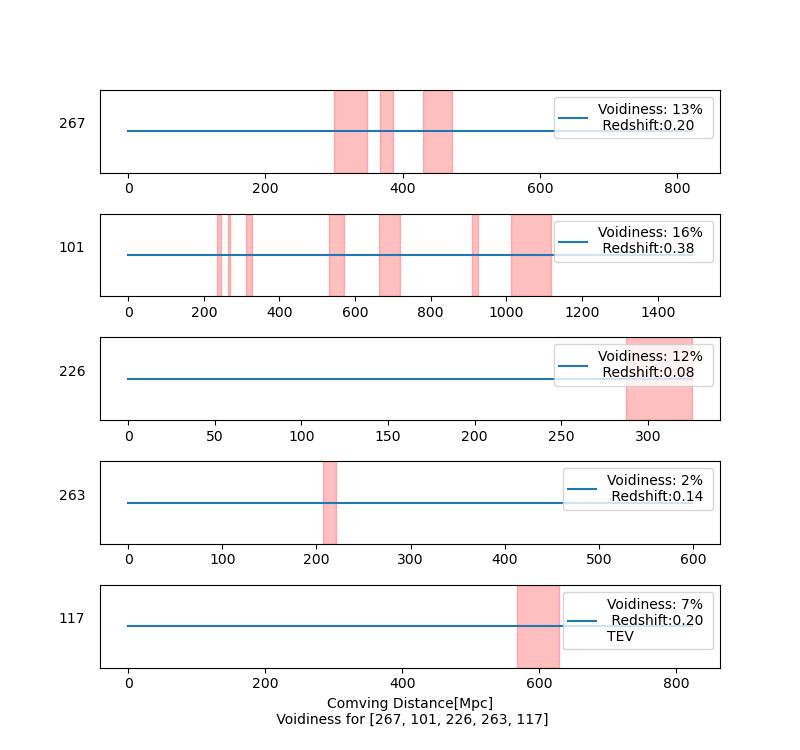 267
Voidiness: 13%
Redshift:0.20
0 200 400 600 800
101
Voidiness: 16%
Redshift:0.38
0 200 400 600 800 1000 1200 1400
226
Voidiness: 12%
Redshift:0.08
0 50 100 150 200 250 300
263
Voidiness: 2%
Redshift:0.14
0 100 200 300 400 500 600
117
Voidiness: 7%
Redshift:0.20
TEV
0 200 400 600 800
Comving Distance[Mpc]
Voidiness for [267, 101, 226, 263, 117]